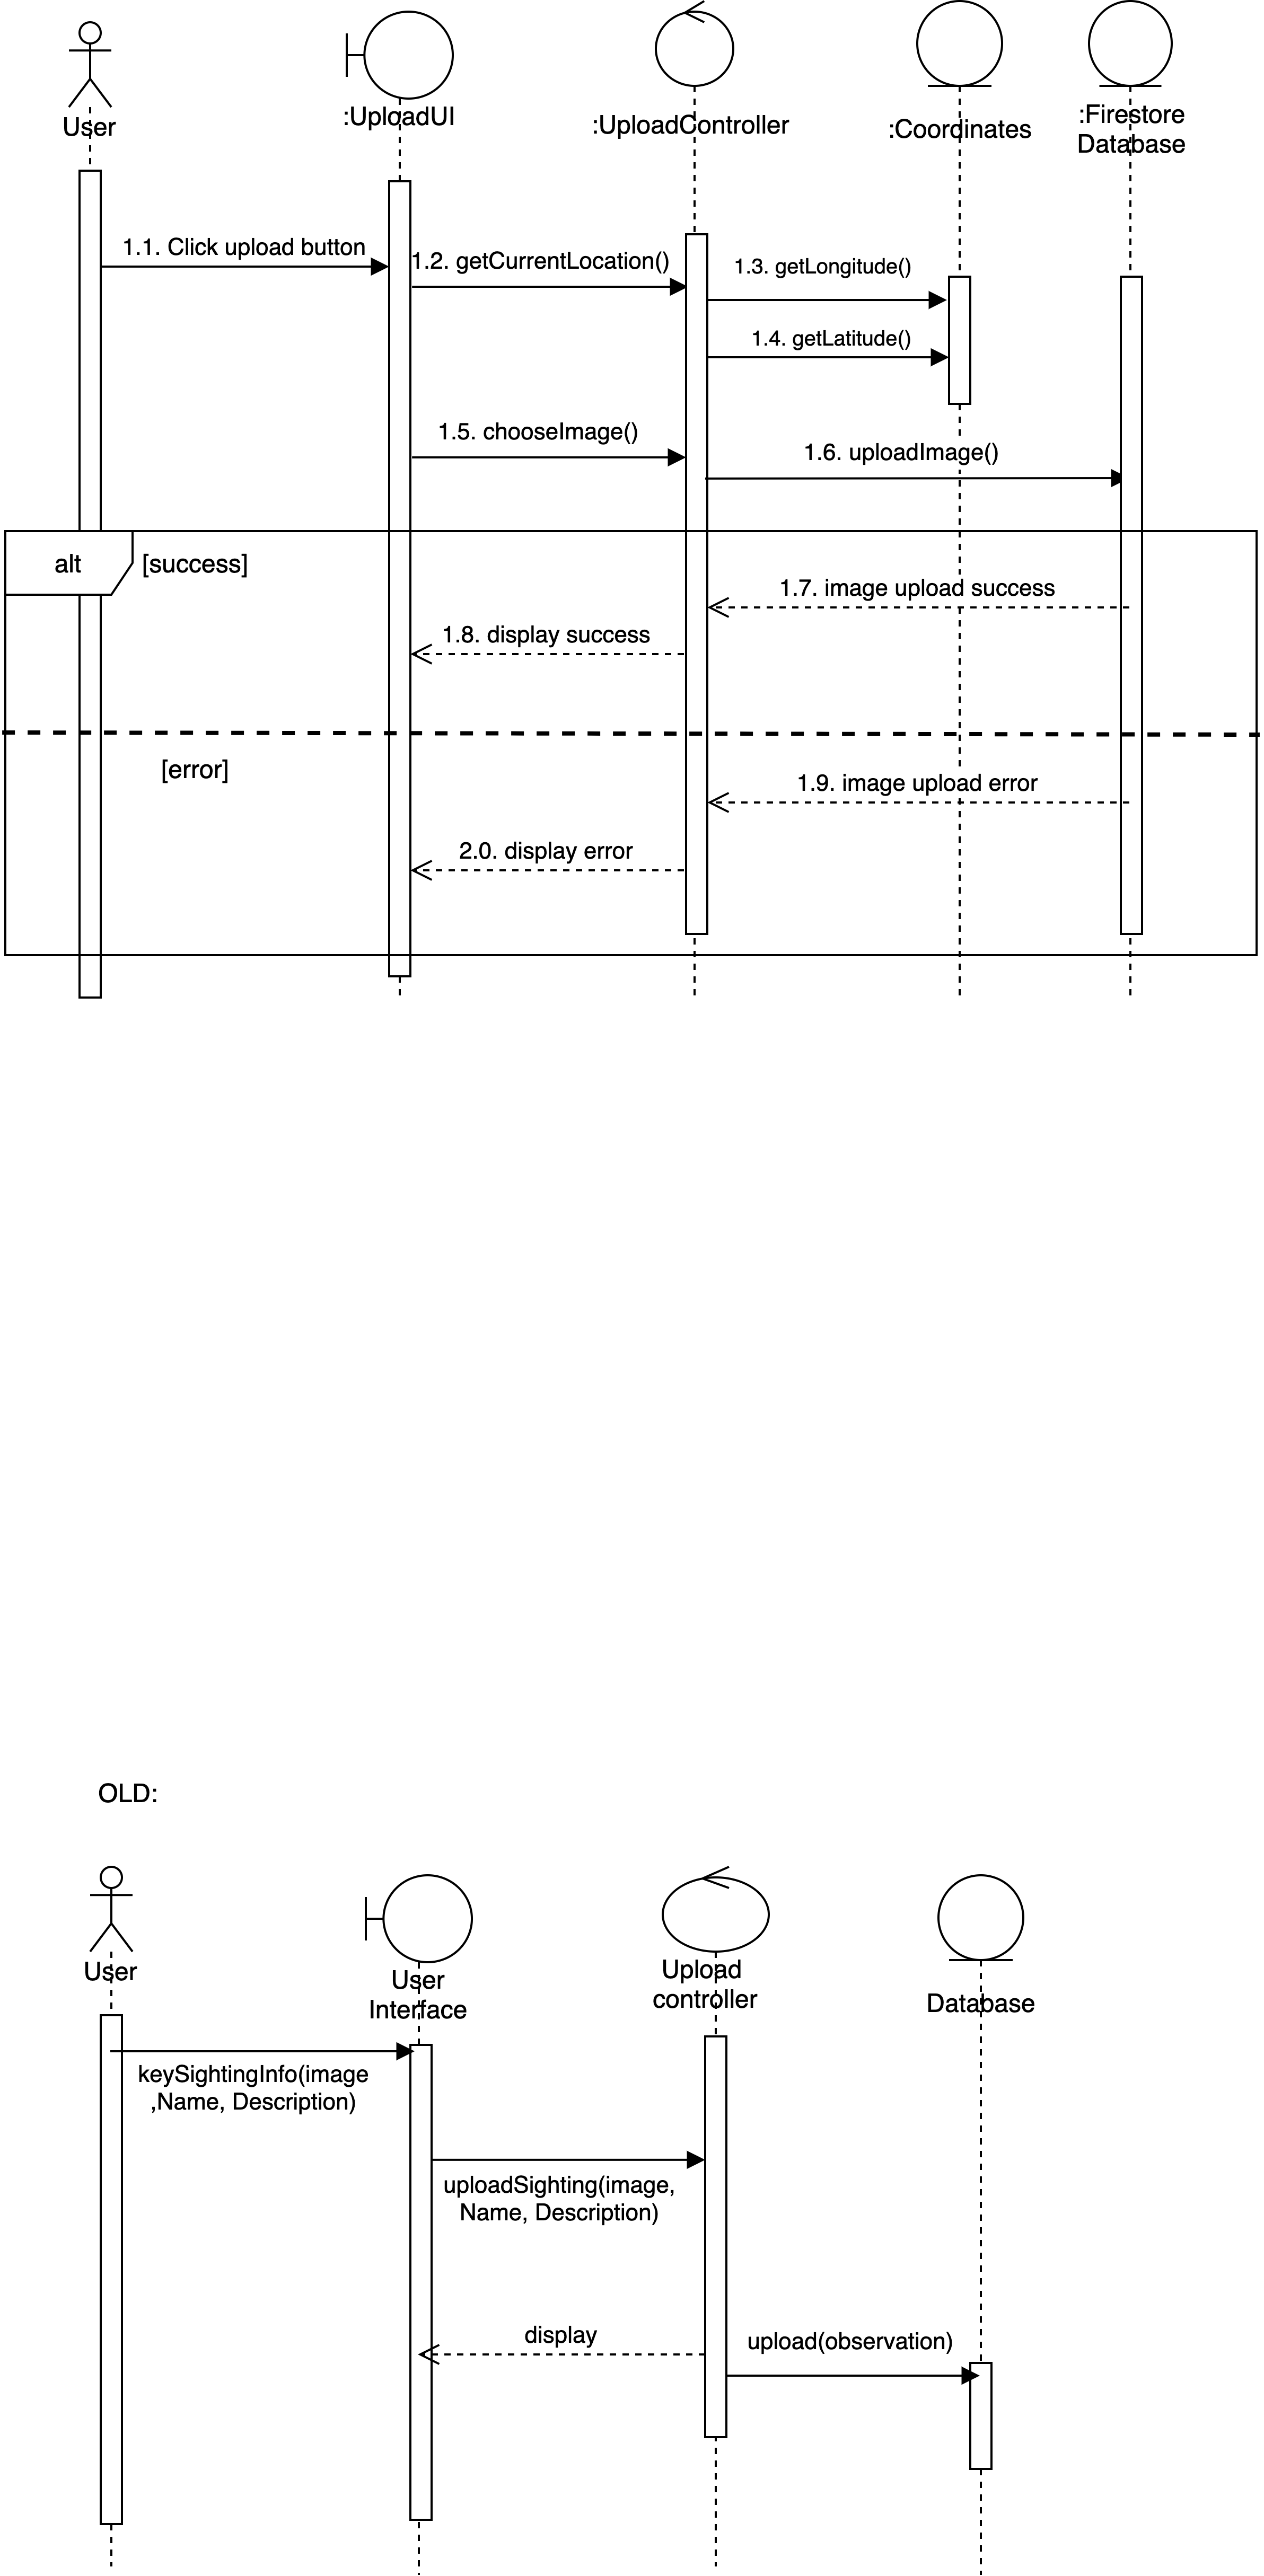 User
:UploadUI
:UploadController
:Coordinates
:Firestore
Database
1.1. Click upload button
1.2. getCurrentLocation()
1.3. getLongitude()
1.4. getLatitude()
1.5. chooseImage()
1.6. uploadImage()
alt
[success]
1.7. image upload success
1.8. display success
[error]
1.9. image upload error
2.0. display error
OLD:
User
User
Interface
Upload
controller
Database
keySightingInfo(image
,Name, Description)
uploadSighting(image,
Name, Description)
display
upload(observation)